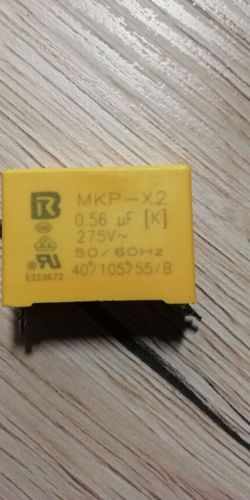 MKP-X2
0.56 µF [K]
275V~
50/60Hz
40/105/55/B
E323672